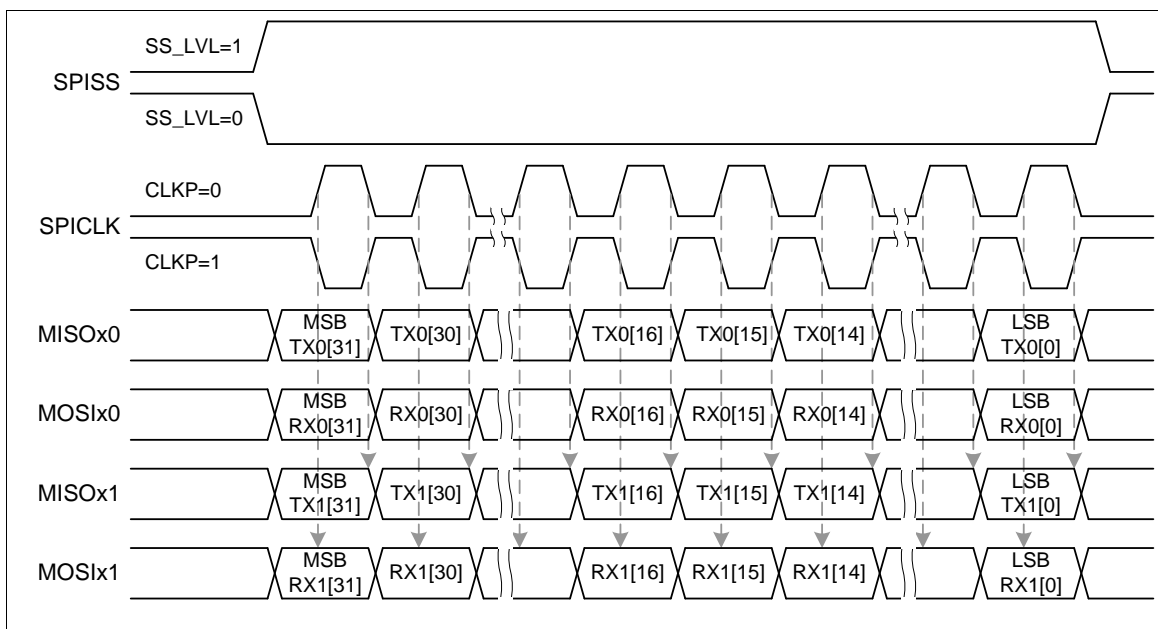 SS_LVL=1
SPISS
SS_LVL=0
CLKP=0
SPICLK
CLKP=1
MISOx0
MSB
TX0[31]
TX0[30]
TX0[16]
TX0[15]
TX0[14]
LSB
TX0[0]
MOSIx0
MSB
RX0[31]
RX0[30]
RX0[16]
RX0[15]
RX0[14]
LSB
RX0[0]
MISOx1
MSB
TX1[31]
TX1[30]
TX1[16]
TX1[15]
TX1[14]
LSB
TX1[0]
MOSIx1
MSB
RX1[31]
RX1[30]
RX1[16]
RX1[15]
RX1[14]
LSB
RX1[0]